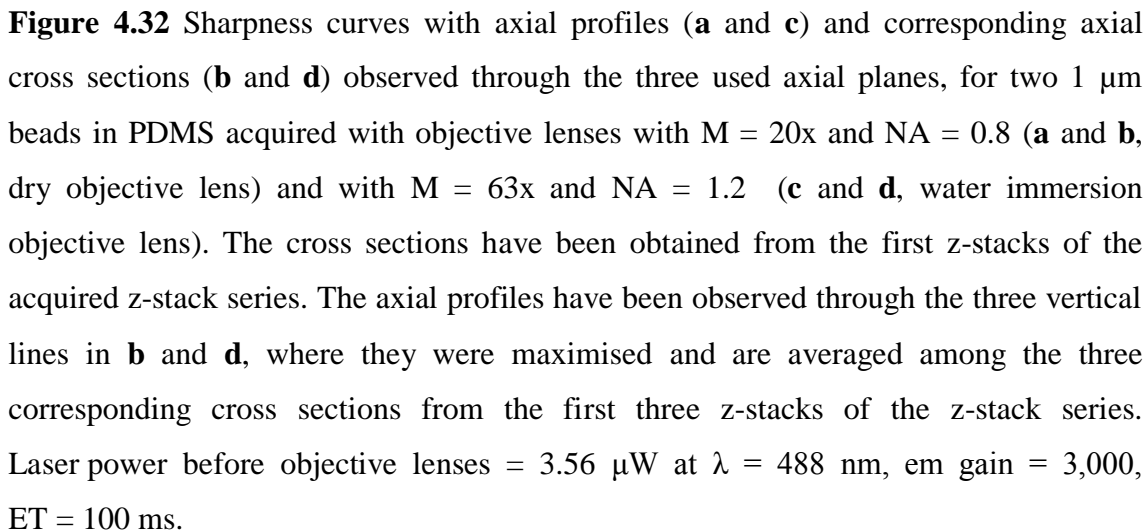 Figure 4.32 Sharpness curves with axial profiles (a and c) and corresponding axial
cross sections (b and d) observed through the three used axial planes, for two 1 μm
beads in PDMS acquired with objective lenses with M = 20x and NA = 0.8 (a and b,
dry objective lens) and with M = 63x and NA = 1.2 (c and d, water immersion
objective lens). The cross sections have been obtained from the first z-stacks of the
acquired z-stack series. The axial profiles have been observed through the three vertical
lines in b and d, where they were maximised and are averaged among the three
corresponding cross sections from the first three z-stacks of the z-stack series.
Laser power before objective lenses = 3.56 μW at λ = 488 nm, em gain = 3,000,
ET = 100 ms.